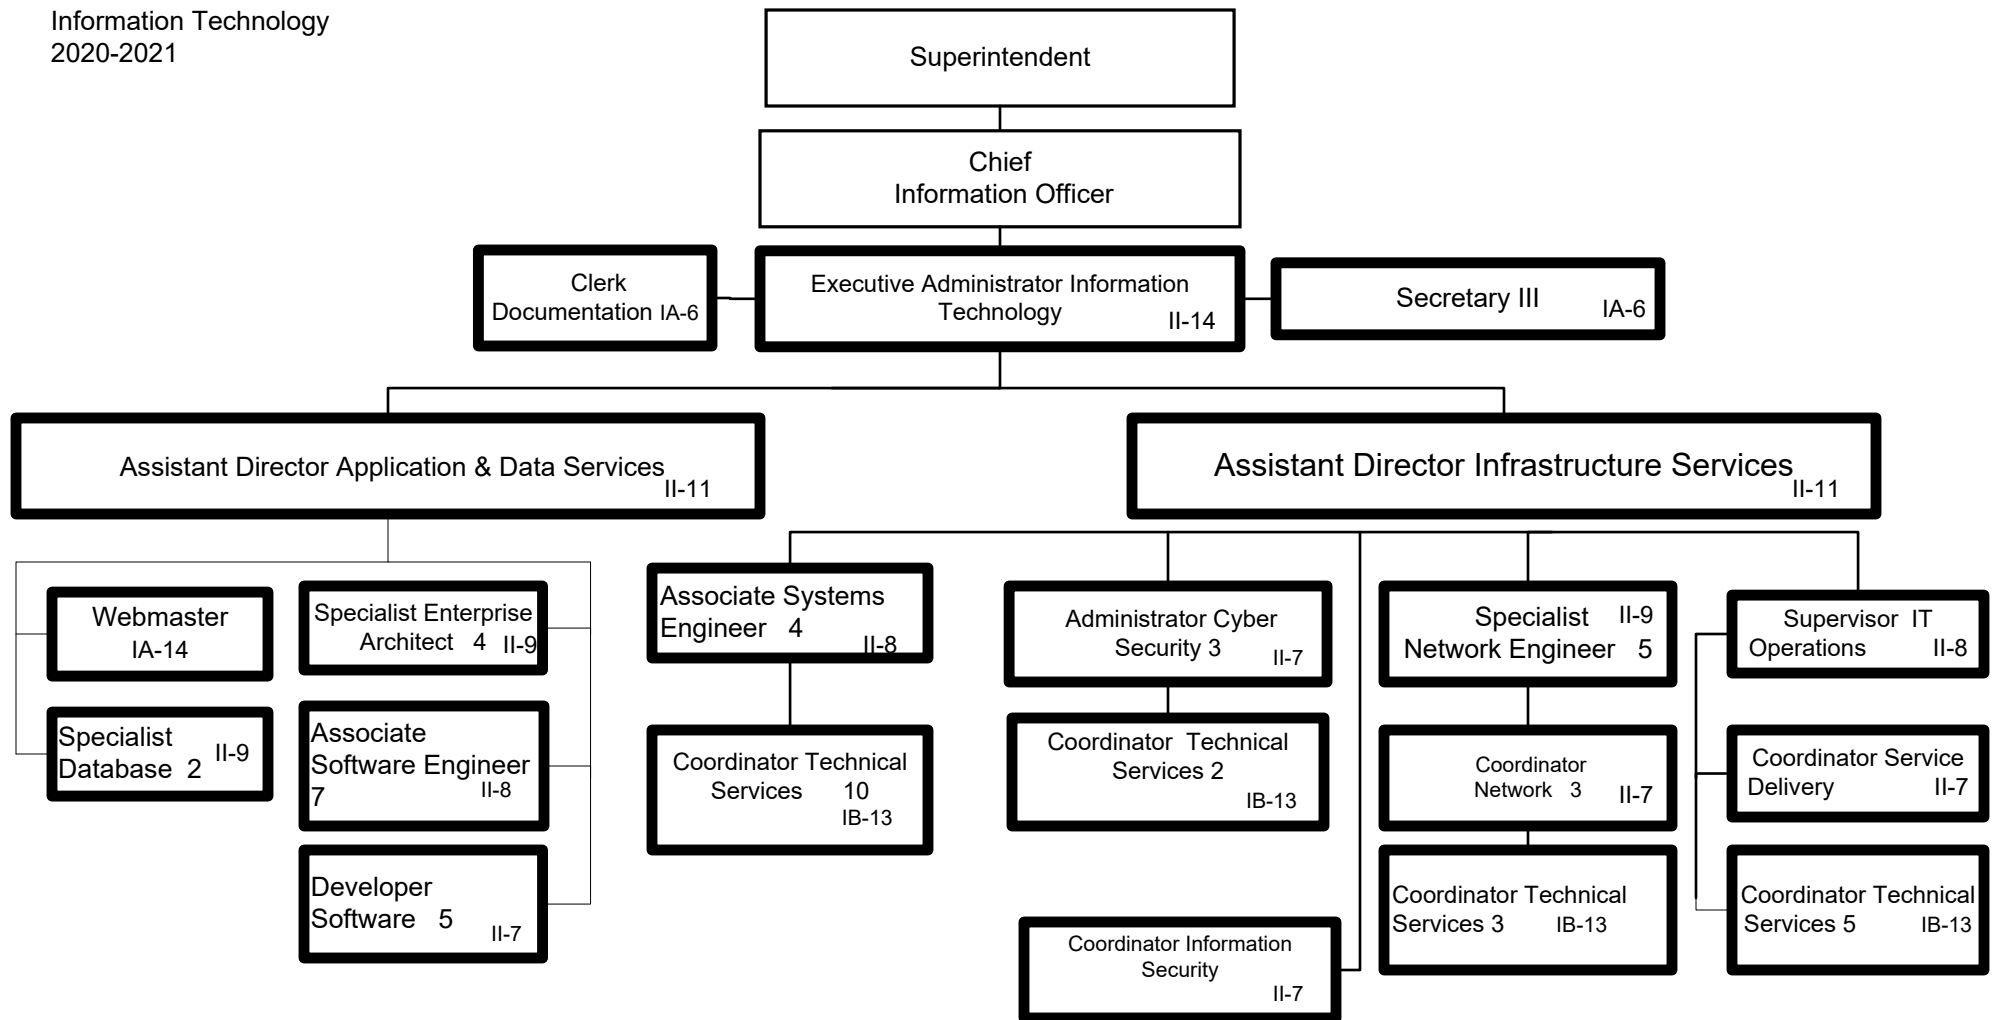 Information Technology
2020-2021
Superintendent
Chief
Information Officer
Clerk
Documentation IA-6
Executive Administrator Information
Technology
II-14
Secretary III
IA-6
Assistant Director Application & Data Services
II-11
Assistant Director Infrastructure Services
II-11
Webmaster
IA-14
Specialist
Database 2 II-9
Specialist Enterprise
Architect 4 II-9
Associate
Software Engineer
7 II-8
Developer
Software 5
II-7
Associate Systems
Engineer 4
II-8
Coordinator Technical
Services 10
IB-13
Administrator Cyber
Security 3
II-7
Coordinator Technical
Services 2
IB-13
Coordinator Information
Security
II-7
Specialist II-9
Network Engineer 5
Coordinator
Network 3 II-7
Coordinator Technical
Services 3 IB-13
Supervisor IT
Operations II-8
Coordinator Service
Delivery II-7
Coordinator Technical
Services 5 IB-13